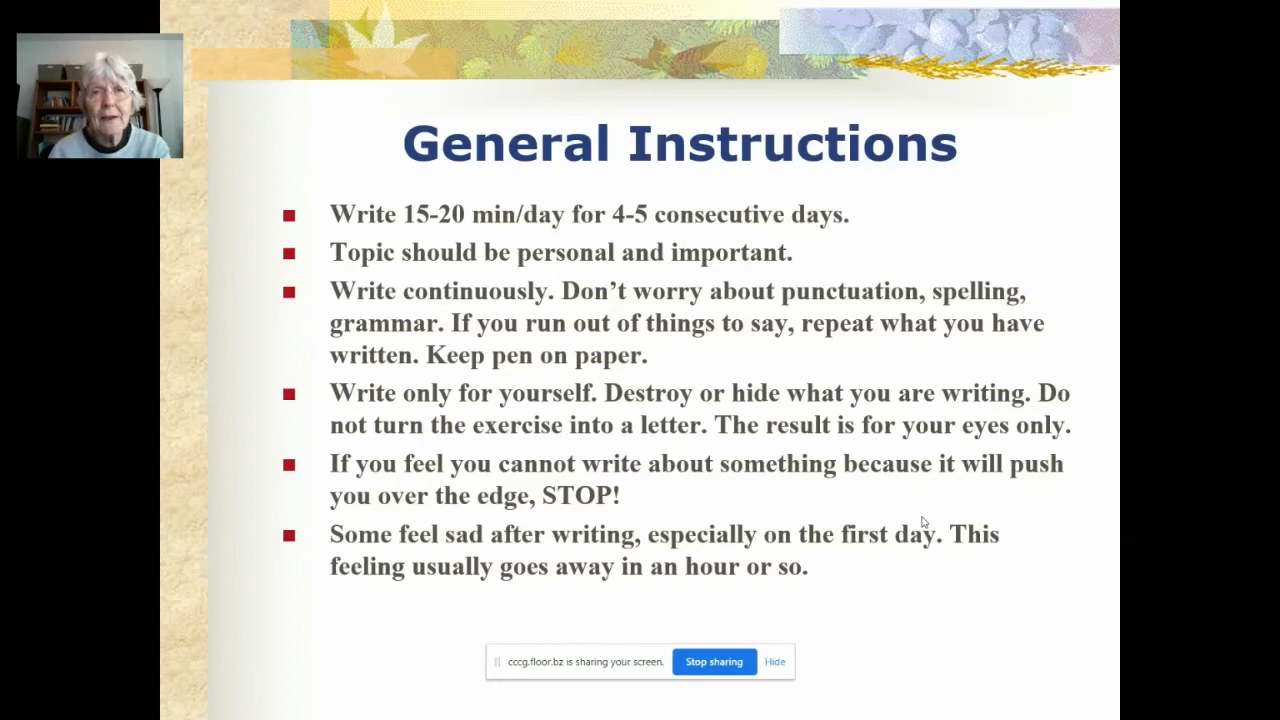 General Instructions
Write 15-20 min/day for 4-5 consecutive days.
Topic should be personal and important.
Write continuously. Don’t worry about punctuation, spelling,
grammar. If you run out of things to say, repeat what you have
written. Keep pen on paper.
Write only for yourself. Destroy or hide what you are writing. Do
not turn the exercise into a letter. The result is for your eyes only.
If you feel you cannot write about something because it will push
you over the edge, STOP!
Some feel sad after writing, especially on the first day. This
feeling usually goes away in an hour or so.
cccg.floor.bz is sharing your screen. Stop sharing Hide